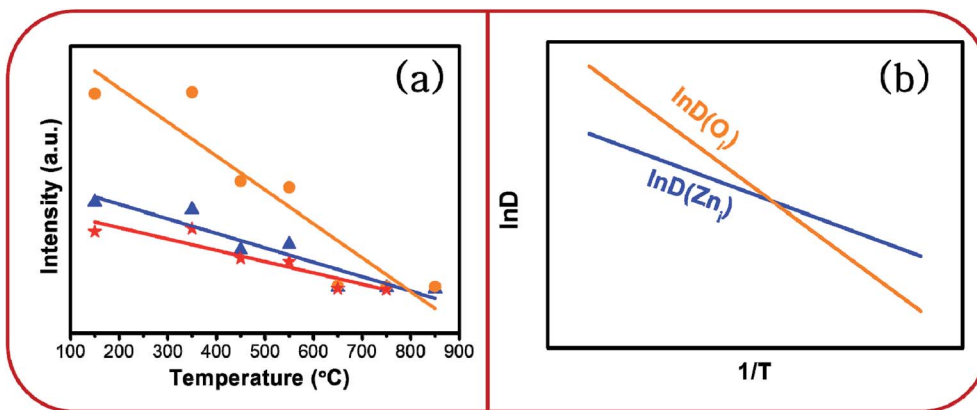 (a)
Intensity (a.u.)
100 200 300 400 500 600 700 800 900
Temperature (°C)
(b)
lnD(Oᵢ)
lnD(Znᵢ)
lnD
1/T